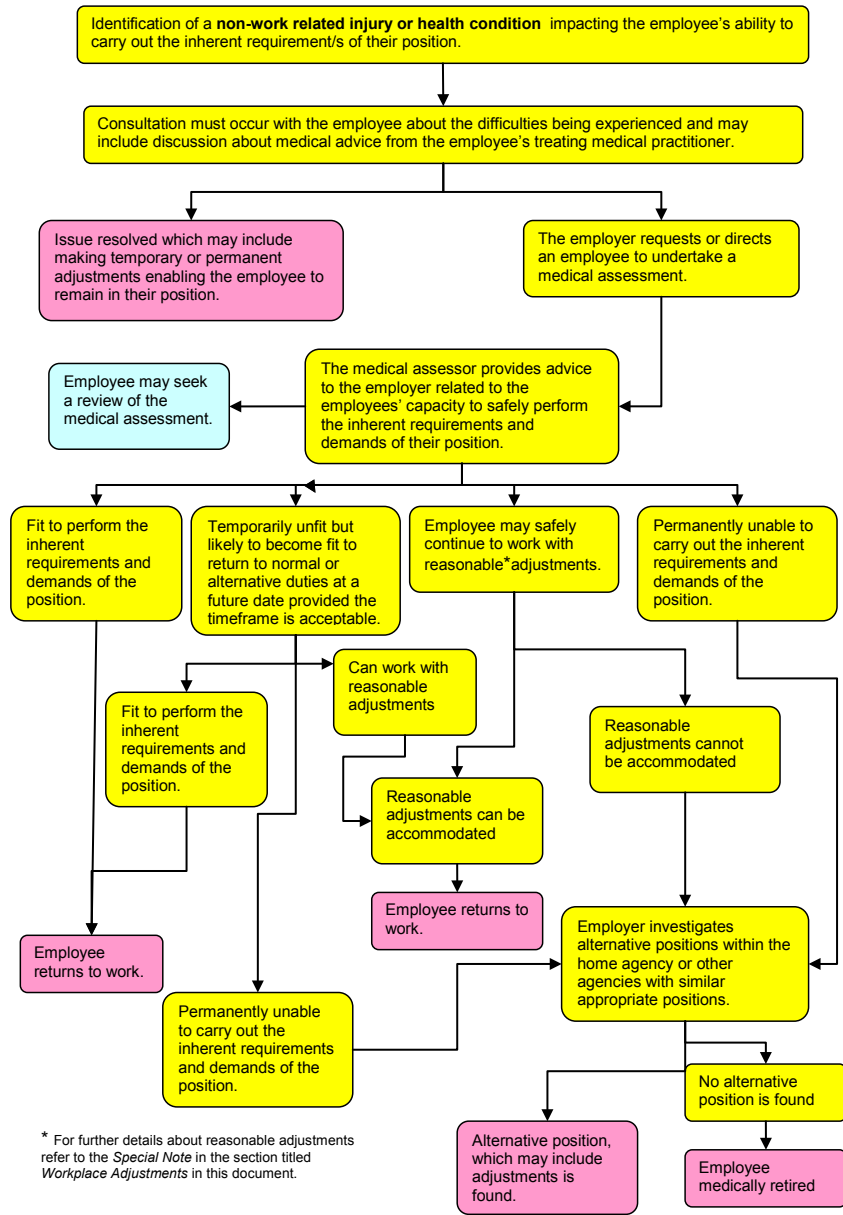 Identification of a non-work related injury or health condition impacting the employee's ability to
carry out the inherent requirement/s of their position.
Consultation must occur with the employee about the difficulties being experienced and may
include discussion about medical advice from the employee's treating medical practitioner.
Issue resolved which may include
making temporary or permanent
adjustments enabling the employee to
remain in their position.
The employer requests or directs
an employee to undertake a
medical assessment.
Employee may seek
a review of the
medical assessment.
The medical assessor provides advice
to the employer related to the
employees' capacity to safely perform
the inherent requirements and
demands of their position.
Fit to perform the
inherent
requirements and
demands of the
position.
Temporarily unfit but
likely to become fit to
return to normal or
alternative duties at a
future date provided the
timeframe is acceptable.
Employee may safely
continue to work with
reasonable*adjustments.
Permanently unable to
carry out the inherent
requirements and
demands of the
position.
Can work with
reasonable
adjustments
Fit to perform the
inherent
requirements and
demands of the
position.
Reasonable
adjustments cannot
be accommodated
Reasonable
adjustments can be
accommodated
Employee returns to
work.
Employee
returns to work.
Employer investigates
alternative positions within the
home agency or other
agencies with similar
appropriate positions.
Permanently unable
to carry out the
inherent requirements
and demands of the
position.
No alternative
position is found
Alternative position,
which may include
adjustments is
found.
Employee
medically retired
* For further details about reasonable adjustments
refer to the Special Note in the section titled
Workplace Adjustments in this document.